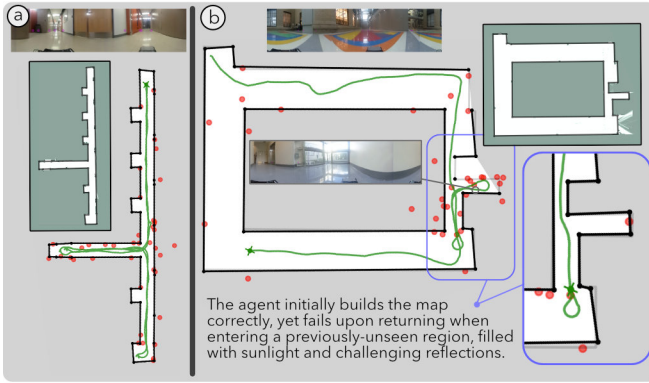 a
b
The agent initially builds the map
correctly, yet fails upon returning when
entering a previously-unseen region, filled
with sunlight and challenging reflections.